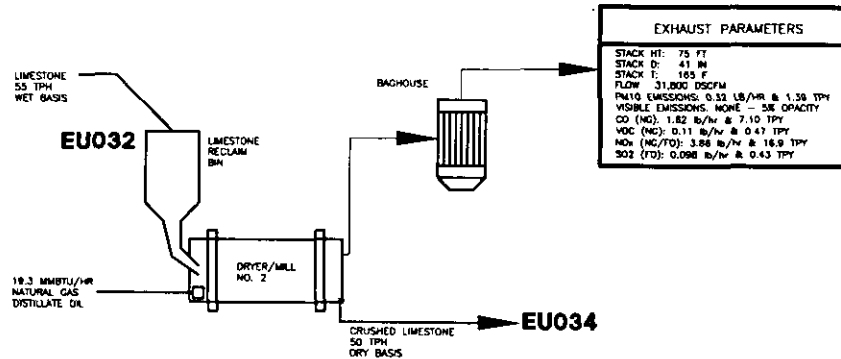 EXHAUST PARAMETERS
STACK HT: 75 FT
STACK D: 41 IN
STACK T: 165 F
FLOW 31,800 DSCFM
PM10 EMISSIONS: 0.32 LB/HR & 1.39 TPY
VISIBLE EMISSIONS: NONE - 5% OPACITY
CO (NG): 1.62 lb/hr & 7.10 TPY
VOC (NG): 0.11 lb/hr & 0.47 TPY
NOx (NG/FO): 3.86 lb/hr & 16.9 TPY
SO2 (FO): 0.098 lb/hr & 0.43 TPY
BAGHOUSE
LIMESTONE
55 TPH
WET BASIS
EU032
LIMESTONE
RECLAIM
BIN
DRYER/MILL
NO. 2
19.3 MMBTU/HR
NATURAL GAS
DISTILLATE OIL
CRUSHED LIMESTONE
50 TPH
DRY BASIS
EU034